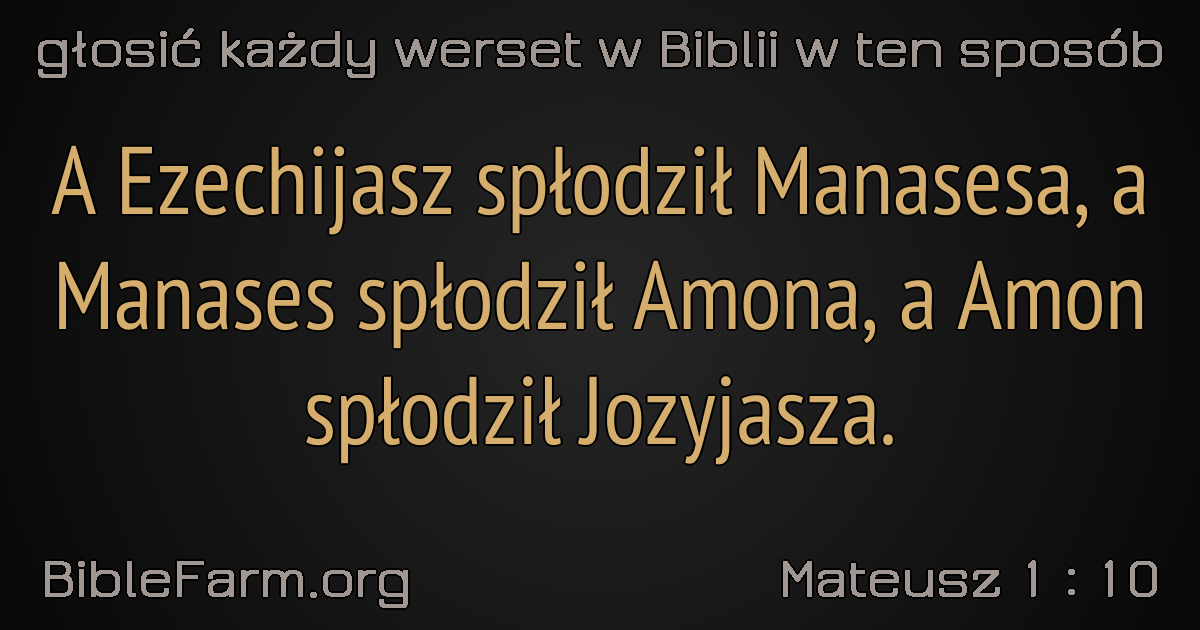 głosić każdy werset w Biblii w ten sposób
A Ezechijasz spłodził Manasesa, a
Manases spłodził Amona, a Amon
spłodził Jozyjasza.
BibleFarm.org
Mateusz 1 : 10